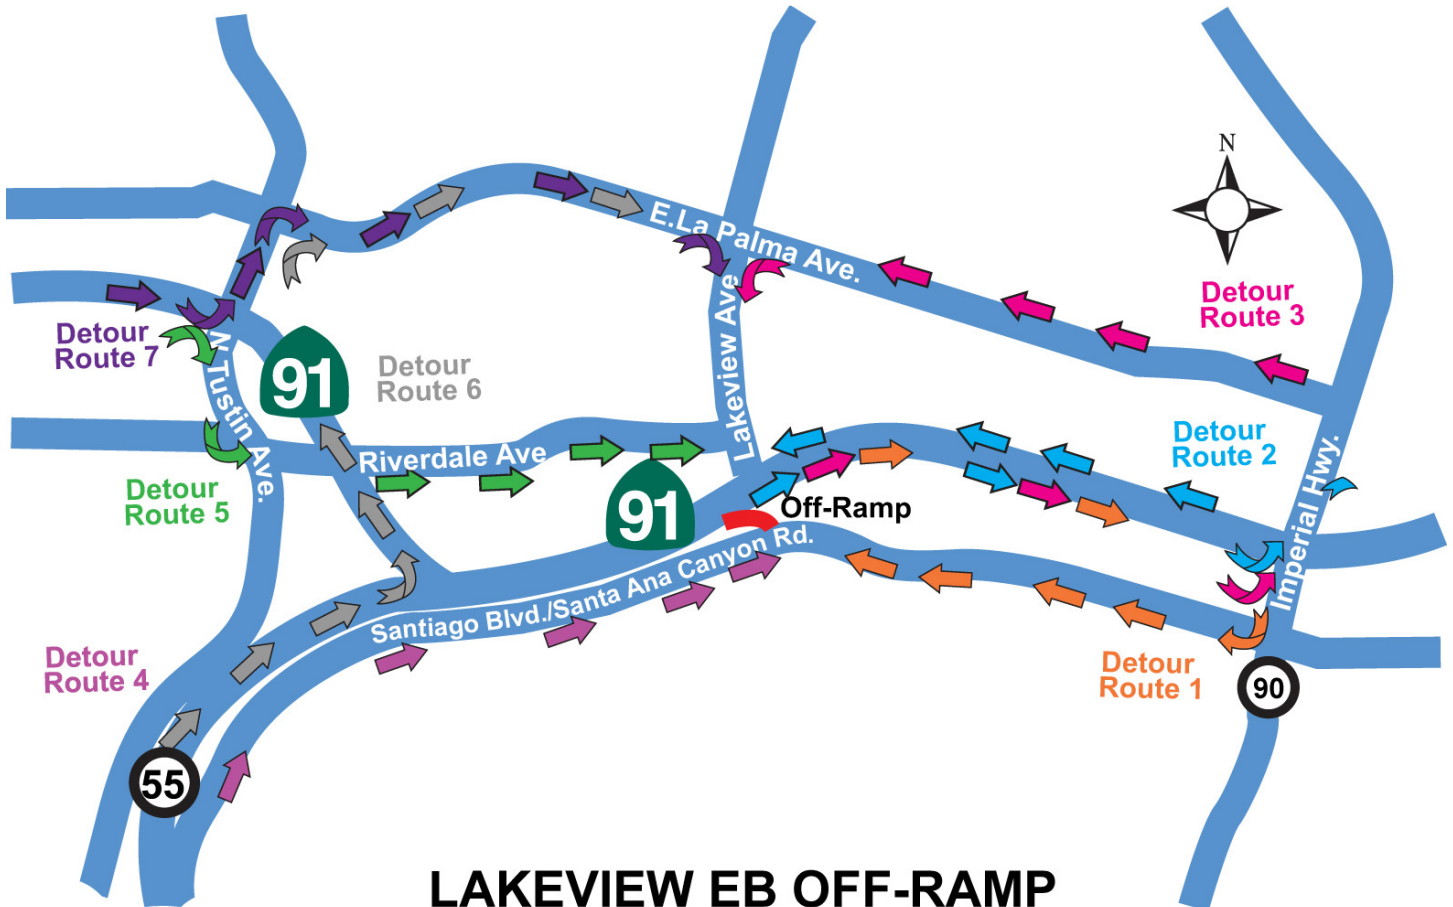 N
E.La Palma Ave.
Detour
Route 3
Detour
Route 7
N Tustin Ave.
91
Detour
Route 6
Lakeview Ave
Riverdale Ave
Detour
Route 2
Imperial Hwy.
Detour
Route 5
91
Off-Ramp
Santiago Blvd./Santa Ana Canyon Rd.
Detour
Route 4
Detour
Route 1
90
55
LAKEVIEW EB OFF-RAMP